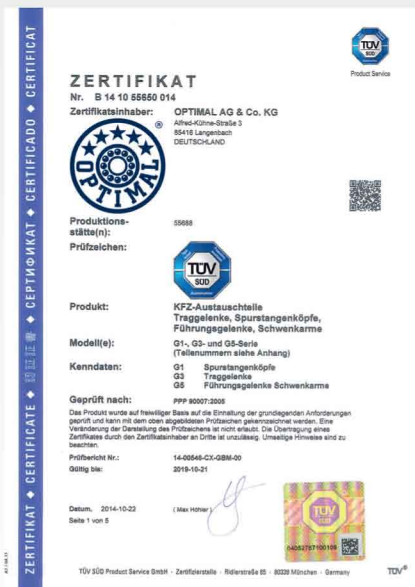 ZERTIFIKAT ◆ CERTIFICATE ◆ 認證證書 ◆ СЕРТИФИКАТ ◆ CERTIFICADO ◆ CERTIFICAT
TÜV
SÜD
Product Service
ZERTIFIKAT
Nr. B 14 10 55650 014
Zertifikatsinhaber: OPTIMAL AG & Co. KG
Alfred-Kühne-Straße 3
85416 Langenbach
DEUTSCHLAND
OPTIMAL
®
Produktions-
stätte(n): 55688
Prüfzeichen:
TÜV
SÜD
Produkt: KFZ-Austauschteile
Traggelenke, Spurstangenköpfe,
Führungsgelenke, Schwenkarme
Modell(e): G1-, G3- und G5-Serie
(Teilenummern siehe Anhang)
Kenndaten: G1 Spurstangenköpfe
G3 Traggelenke
G5 Führungsgelenke Schwenkarme
Geprüft nach: PPP 90007:2005
Das Produkt wurde auf freiwilliger Basis auf die Einhaltung der grundlegenden Anforderungen
geprüft und kann mit dem oben abgebildeten Prüfzeichen gekennzeichnet werden. Eine
Veränderung der Darstellung des Prüfzeichens ist nicht erlaubt. Die Übertragung eines
Zertifikates durch den Zertifikatsinhaber an Dritte ist unzulässig. Umseitige Hinweise sind zu
beachten.
Prüfbericht Nr.: 14-00546-CX-GBM-00
Gültig bis: 2019-10-21
Datum, 2014-10-22
( Max Höhler )
Seite 1 von 5
TÜV
TÜV SÜD Product Service GmbH · Zertifizierstelle · Ridlerstraße 65 · 80339 München · Germany
TÜV®